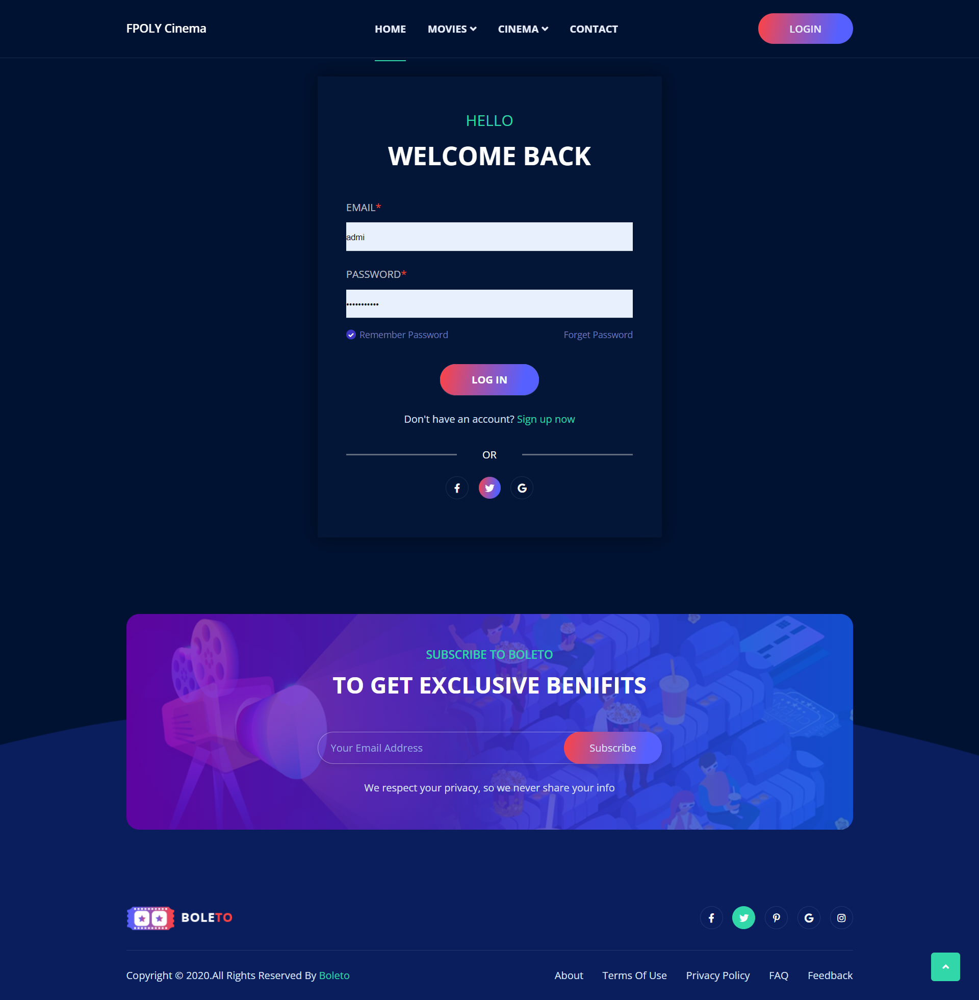 FPOLY Cinema
HOME
MOVIES
CINEMA
CONTACT
LOGIN
HELLO
WELCOME BACK
EMAIL*
admi
PASSWORD*
•••••••••••
Remember Password
Forget Password
LOG IN
Don't have an account? Sign up now
OR
SUBSCRIBE TO BOLETO
TO GET EXCLUSIVE BENIFITS
Your Email Address
Subscribe
We respect your privacy, so we never share your info
BOLETO
Copyright © 2020.All Rights Reserved By Boleto
About
Terms Of Use
Privacy Policy
FAQ
Feedback